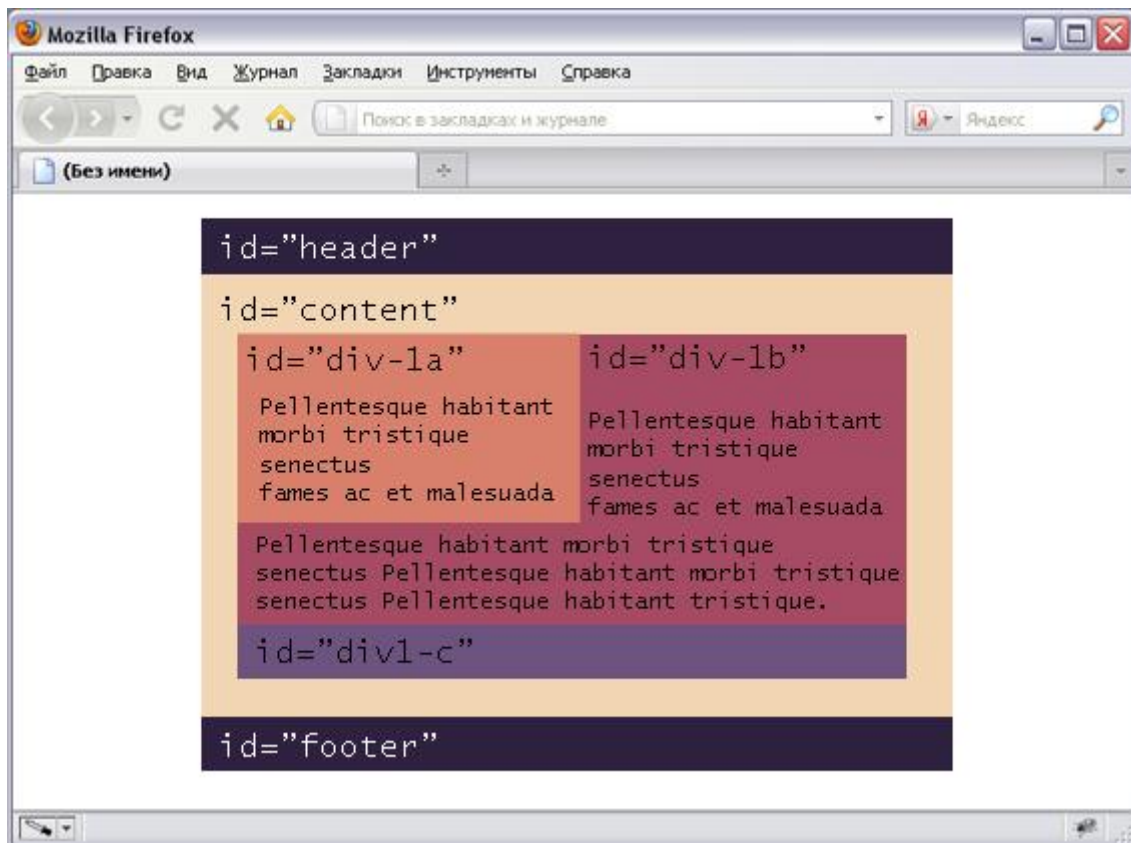 Mozilla Firefox
Файл Правка Вид Журнал Закладки Инструменты Справка
Поиск в закладках и журнале
Я Яндекс
(Без имени)
id=”header”
id=”content”
id=”div-1a”
Pellentesque habitant
morbi tristique
senectus
fames ac et malesuada
id=”div-1b”
Pellentesque habitant
morbi tristique
senectus
fames ac et malesuada
Pellentesque habitant morbi tristique
senectus Pellentesque habitant morbi tristique
senectus Pellentesque habitant tristique.
id=”div1-c”
id=”footer”